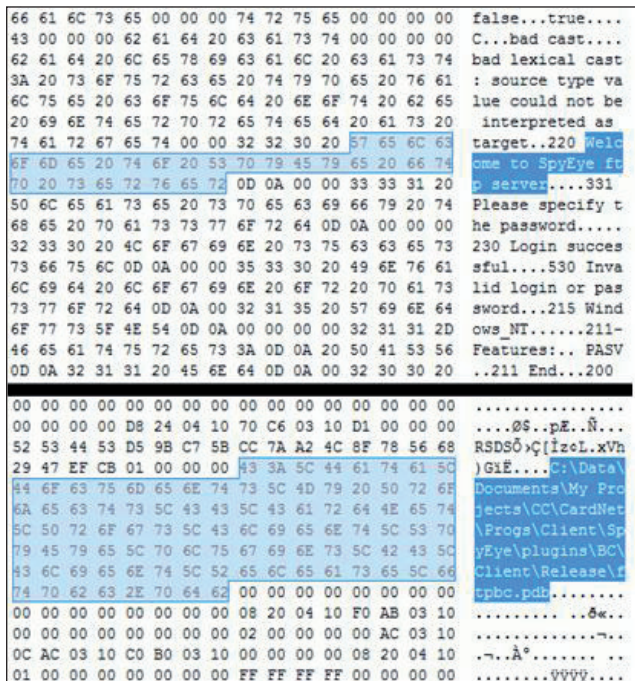 66 61 6C 73 65 00 00 00 74 72 75 65 00 00 00 00 false...true....
43 00 00 00 62 61 64 20 63 61 73 74 00 00 00 00 C...bad cast....
62 61 64 20 6C 65 78 69 63 61 6C 20 63 61 73 74 bad lexical cast
3A 20 73 6F 75 72 63 65 20 74 79 70 65 20 76 61 : source type va
6C 75 65 20 63 6F 75 6C 64 20 6E 6F 74 20 62 65 lue could not be
20 69 6E 74 65 72 70 72 65 74 65 64 20 61 73 20 interpreted as
74 61 72 67 65 74 00 00 32 32 30 20 57 65 6C 63 target..220 Welc
6F 6D 65 20 74 6F 20 53 70 79 45 79 65 20 66 74 ome to SpyEye ft
70 20 73 65 72 76 65 72 0D 0A 00 00 33 33 31 20 p server....331
50 6C 65 61 73 65 20 73 70 65 63 69 66 79 20 74 Please specify t
68 65 20 70 61 73 73 77 6F 72 64 0D 0A 00 00 00 he password.....
32 33 30 20 4C 6F 67 69 6E 20 73 75 63 63 65 73 230 Login succes
73 66 75 6C 0D 0A 00 00 35 33 30 20 49 6E 76 61 sful....530 Inva
6C 69 64 20 6C 6F 67 69 6E 20 6F 72 20 70 61 73 lid login or pas
73 77 6F 72 64 0D 0A 00 32 31 35 20 57 69 6E 64 sword...215 Wind
6F 77 73 5F 4E 54 0D 0A 00 00 00 00 32 31 31 2D ows_NT......211-
46 65 61 74 75 72 65 73 3A 0D 0A 20 50 41 53 56 Features:.. PASV
0D 0A 32 31 31 20 45 6E 64 0D 0A 00 32 30 30 20 ..211 End...200
00 00 00 00 00 00 00 00 00 00 00 00 00 00 00 00 ................
00 00 00 00 D8 24 04 10 70 C6 03 10 D1 00 00 00 ....Ø$..pÆ..Ñ...
52 53 44 53 D5 9B C7 5B CC 7A A2 4C 8F 78 56 68 RSDSÕ›Ç[Ìz¢L.xVh
29 47 EF CB 01 00 00 00 43 3A 5C 44 61 74 61 5C )GïË....C:\Data\
44 6F 63 75 6D 65 6E 74 73 5C 4D 79 20 50 72 6F Documents\My Pro
6A 65 63 74 73 5C 43 43 5C 43 61 72 64 4E 65 74 jects\CC\CardNet
5C 50 72 6F 67 73 5C 43 6C 69 65 6E 74 5C 53 70 \Progs\Client\Sp
79 45 79 65 5C 70 6C 75 67 69 6E 73 5C 42 43 5C yEye\plugins\BC\
43 6C 69 65 6E 74 5C 52 65 6C 65 61 73 65 5C 66 Client\Release\f
74 70 62 63 2E 70 64 62 00 00 00 00 00 00 00 00 tpbc.pdb........
00 00 00 00 00 00 00 00 08 20 04 10 F0 AB 03 10 ......... ..ð«..
00 00 00 00 00 00 00 00 02 00 00 00 00 AC 03 10 .............¬..
0C AC 03 10 C0 B0 03 10 00 00 00 00 08 20 04 10 .¬..À°....... ..
01 00 00 00 00 00 00 00 FF FF FF FF 00 00 00 00 ........ÿÿÿÿ....